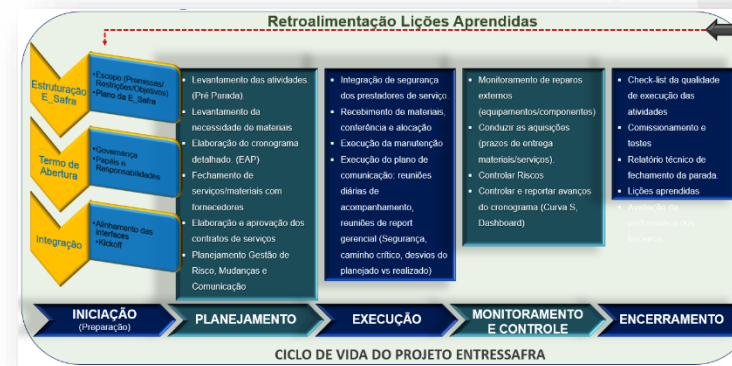 Retroalimentação Lições Aprendidas
Estruturação
E_Safra
•Escopo (Premissas/
Restrições/Objetivos)
•Plano da E_Safra
Termo de
Abertura
•Governança
•Papéis e
Responsabilidades
Integração
•Alinhamento das
interfaces
•Kickoff
• Levantamento das atividades
(Pré Parada).
• Levantamento da
necessidade de materiais
• Elaboração do cronograma
detalhado. (EAP)
• Fechamento de
serviços/materiais com
fornecedores
• Elaboração e aprovação dos
contratos de serviços
• Planejamento Gestão de
Risco, Mudanças e
Comunicação
• Integração de segurança
dos prestadores de serviço.
• Recebimento de materiais,
conferência e alocação
• Execução da manutenção
• Execução do plano de
comunicação: reuniões
diárias de
acompanhamento,
reuniões de report
gerencial (Segurança,
caminho crítico, desvios do
planejado vs realizado)
• Monitoramento de reparos
externos
(equipamentos/componentes)
• Conduzir as aquisições
(prazos de entrega
materiais/serviços).
• Controlar Riscos
• Controlar e reportar avanços
do cronograma (Curva S,
Dashboard)
• Check-list da qualidade
de execução das
atividades
• Comissionamento e
testes
• Relatório técnico de
fechamento da parada.
• Lições aprendidas
INICIAÇÃO
(Preparação)
PLANEJAMENTO
EXECUÇÃO
MONITORAMENTO
E CONTROLE
ENCERRAMENTO
CICLO DE VIDA DO PROJETO ENTRESSAFRA